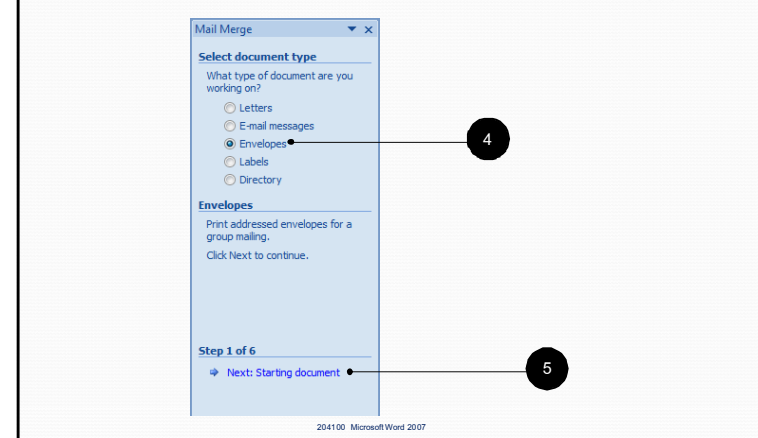 Mail Merge
Select document type
What type of document are you
working on?
Letters
E-mail messages
Envelopes
4
Labels
Directory
Envelopes
Print addressed envelopes for a
group mailing.
Click Next to continue.
Step 1 of 6
Next: Starting document
5
204100 Microsoft Word 2007